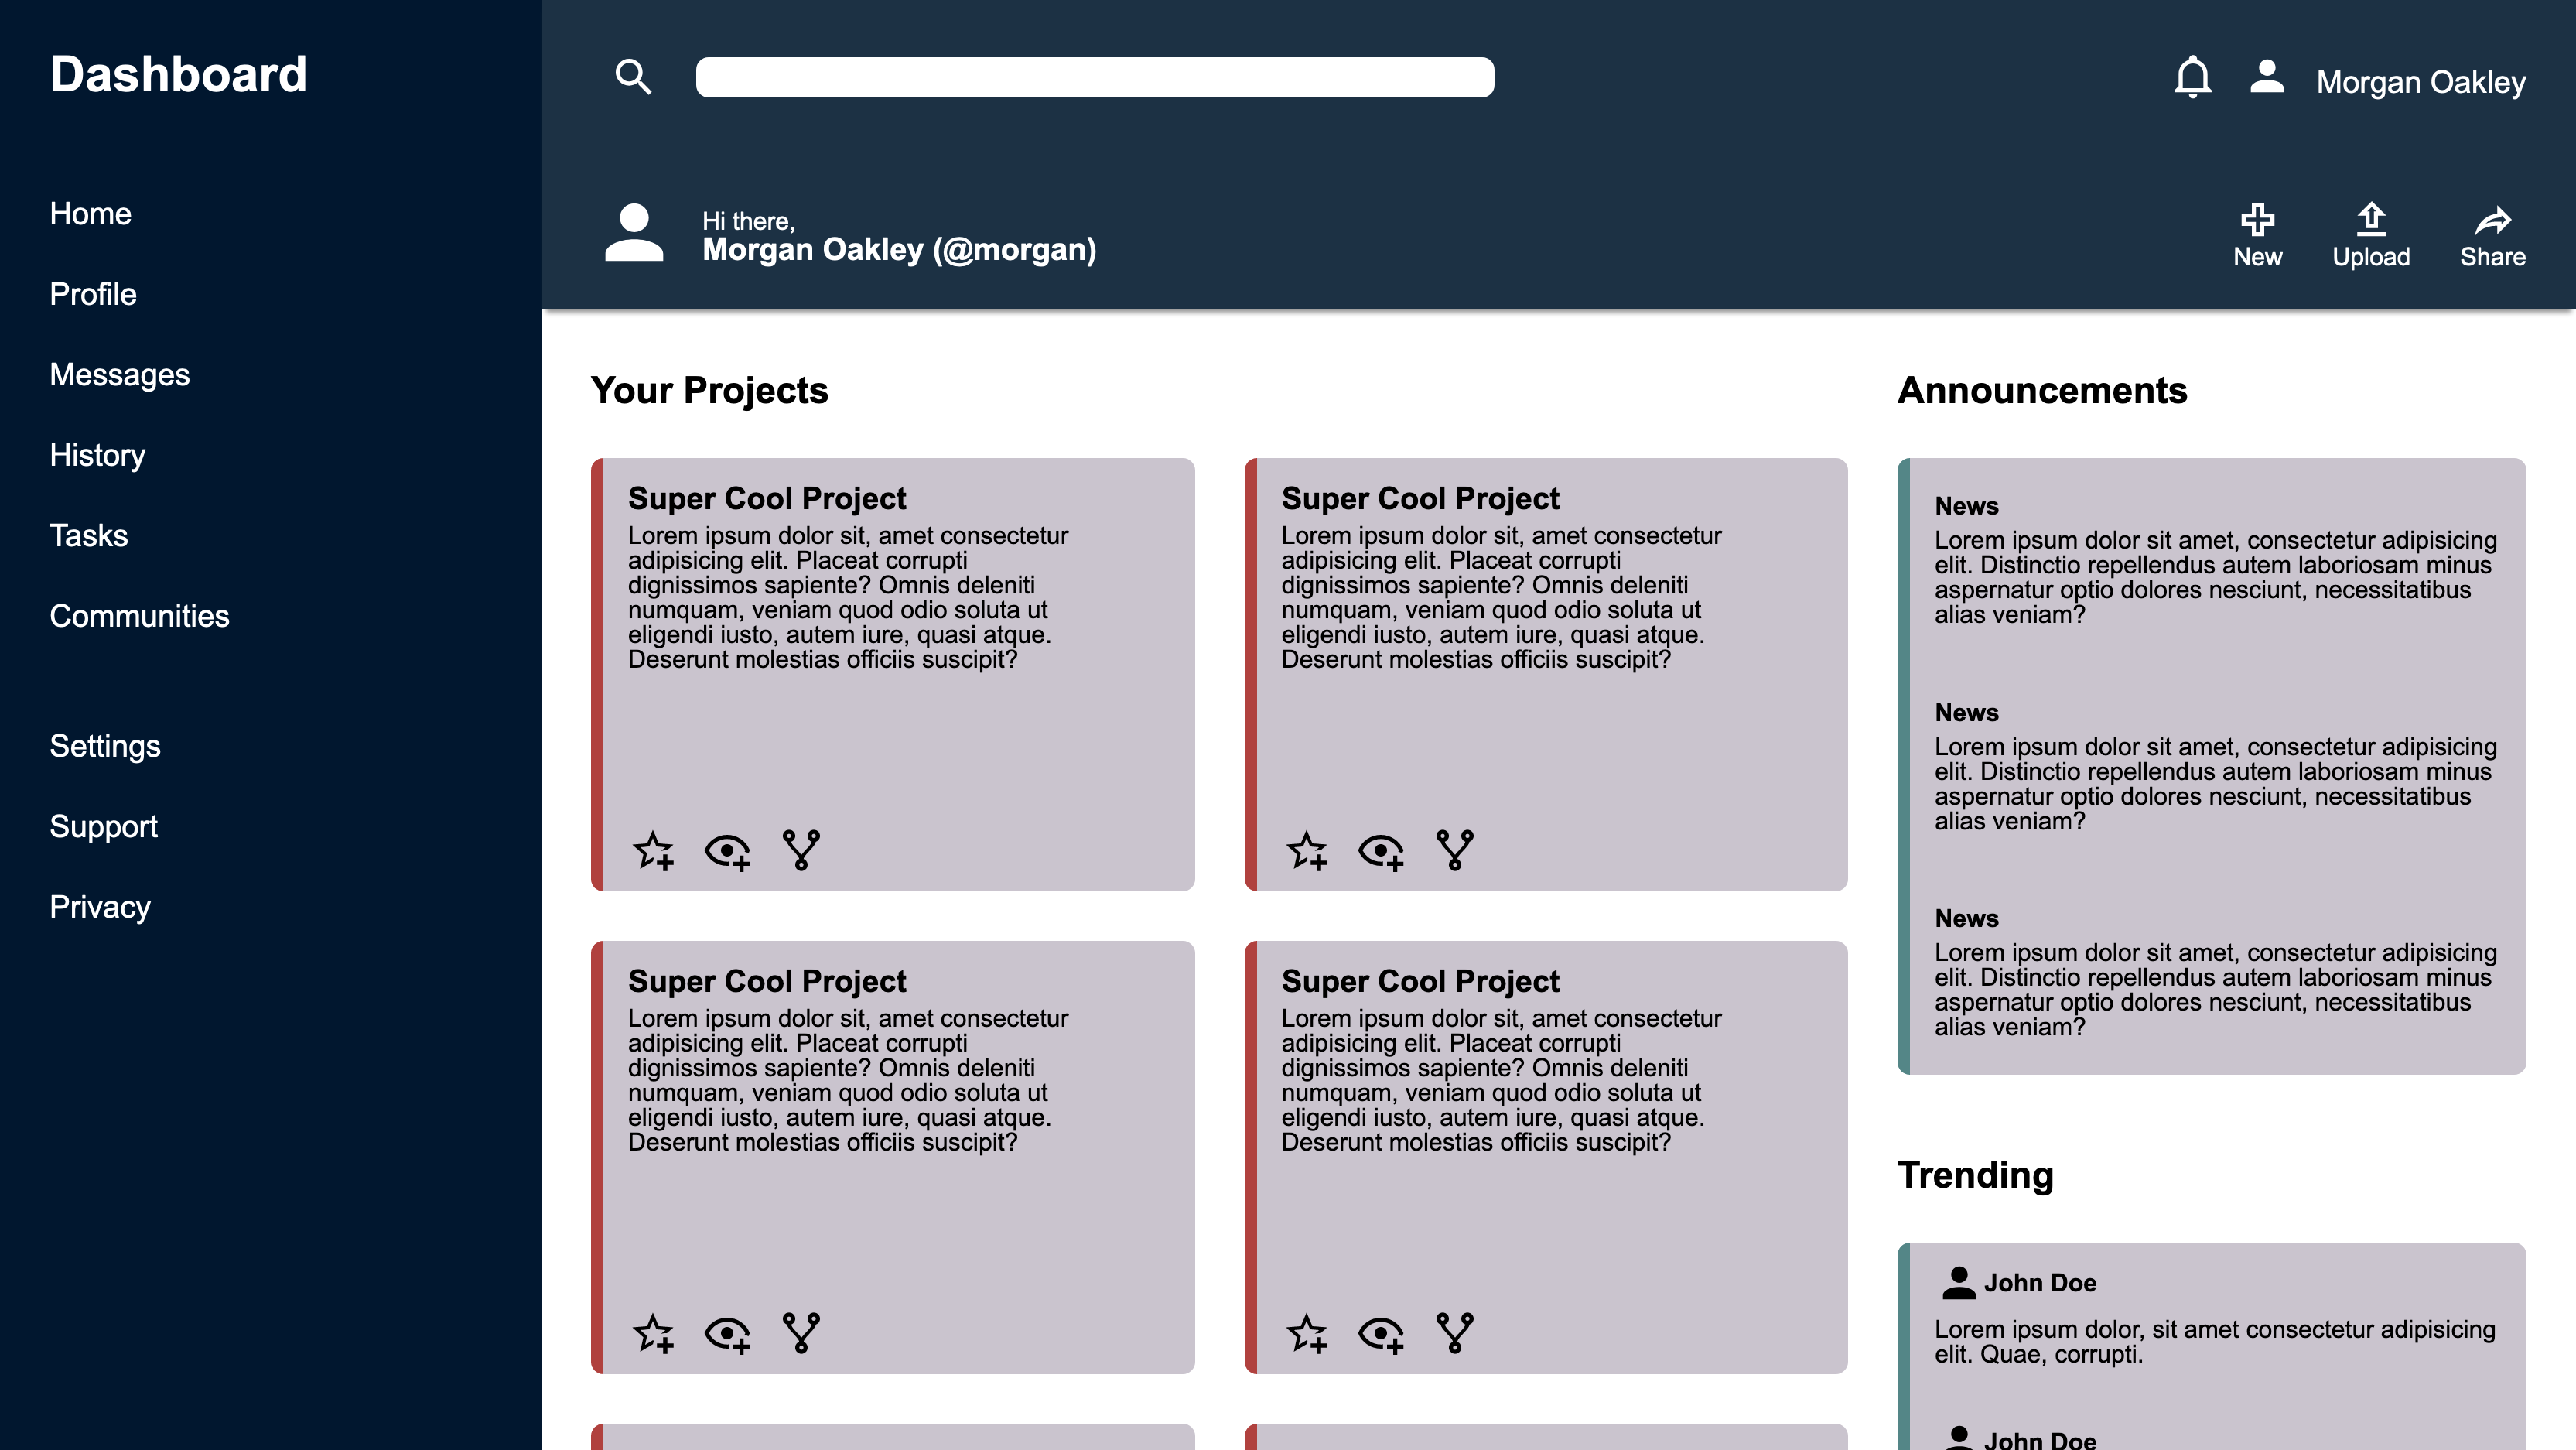 Dashboard
Home
Profile
Messages
History
Tasks
Communities
Settings
Support
Privacy
Morgan Oakley
Hi there,
Morgan Oakley (@morgan)
New
Upload
Share
Your Projects
Super Cool Project
Lorem ipsum dolor sit, amet consectetur
adipisicing elit. Placeat corrupti
dignissimos sapiente? Omnis deleniti
numquam, veniam quod odio soluta ut
eligendi iusto, autem iure, quasi atque.
Deserunt molestias officiis suscipit?
Super Cool Project
Lorem ipsum dolor sit, amet consectetur
adipisicing elit. Placeat corrupti
dignissimos sapiente? Omnis deleniti
numquam, veniam quod odio soluta ut
eligendi iusto, autem iure, quasi atque.
Deserunt molestias officiis suscipit?
Super Cool Project
Lorem ipsum dolor sit, amet consectetur
adipisicing elit. Placeat corrupti
dignissimos sapiente? Omnis deleniti
numquam, veniam quod odio soluta ut
eligendi iusto, autem iure, quasi atque.
Deserunt molestias officiis suscipit?
Super Cool Project
Lorem ipsum dolor sit, amet consectetur
adipisicing elit. Placeat corrupti
dignissimos sapiente? Omnis deleniti
numquam, veniam quod odio soluta ut
eligendi iusto, autem iure, quasi atque.
Deserunt molestias officiis suscipit?
Announcements
News
Lorem ipsum dolor sit amet, consectetur adipisicing
elit. Distinctio repellendus autem laboriosam minus
aspernatur optio dolores nesciunt, necessitatibus
alias veniam?
News
Lorem ipsum dolor sit amet, consectetur adipisicing
elit. Distinctio repellendus autem laboriosam minus
aspernatur optio dolores nesciunt, necessitatibus
alias veniam?
News
Lorem ipsum dolor sit amet, consectetur adipisicing
elit. Distinctio repellendus autem laboriosam minus
aspernatur optio dolores nesciunt, necessitatibus
alias veniam?
Trending
John Doe
Lorem ipsum dolor, sit amet consectetur adipisicing
elit. Quae, corrupti.
John Doe